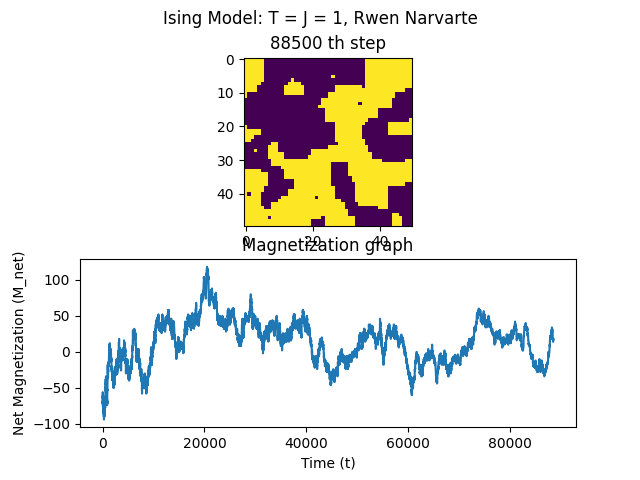 Ising Model: T = J = 1, Rwen Narvarte
88500 th step
0
10
20
30
40
0 20 40
Magnetization graph
Net Magnetization (M_net)
100
50
0
−50
−100
0 20000 40000 60000 80000
Time (t)